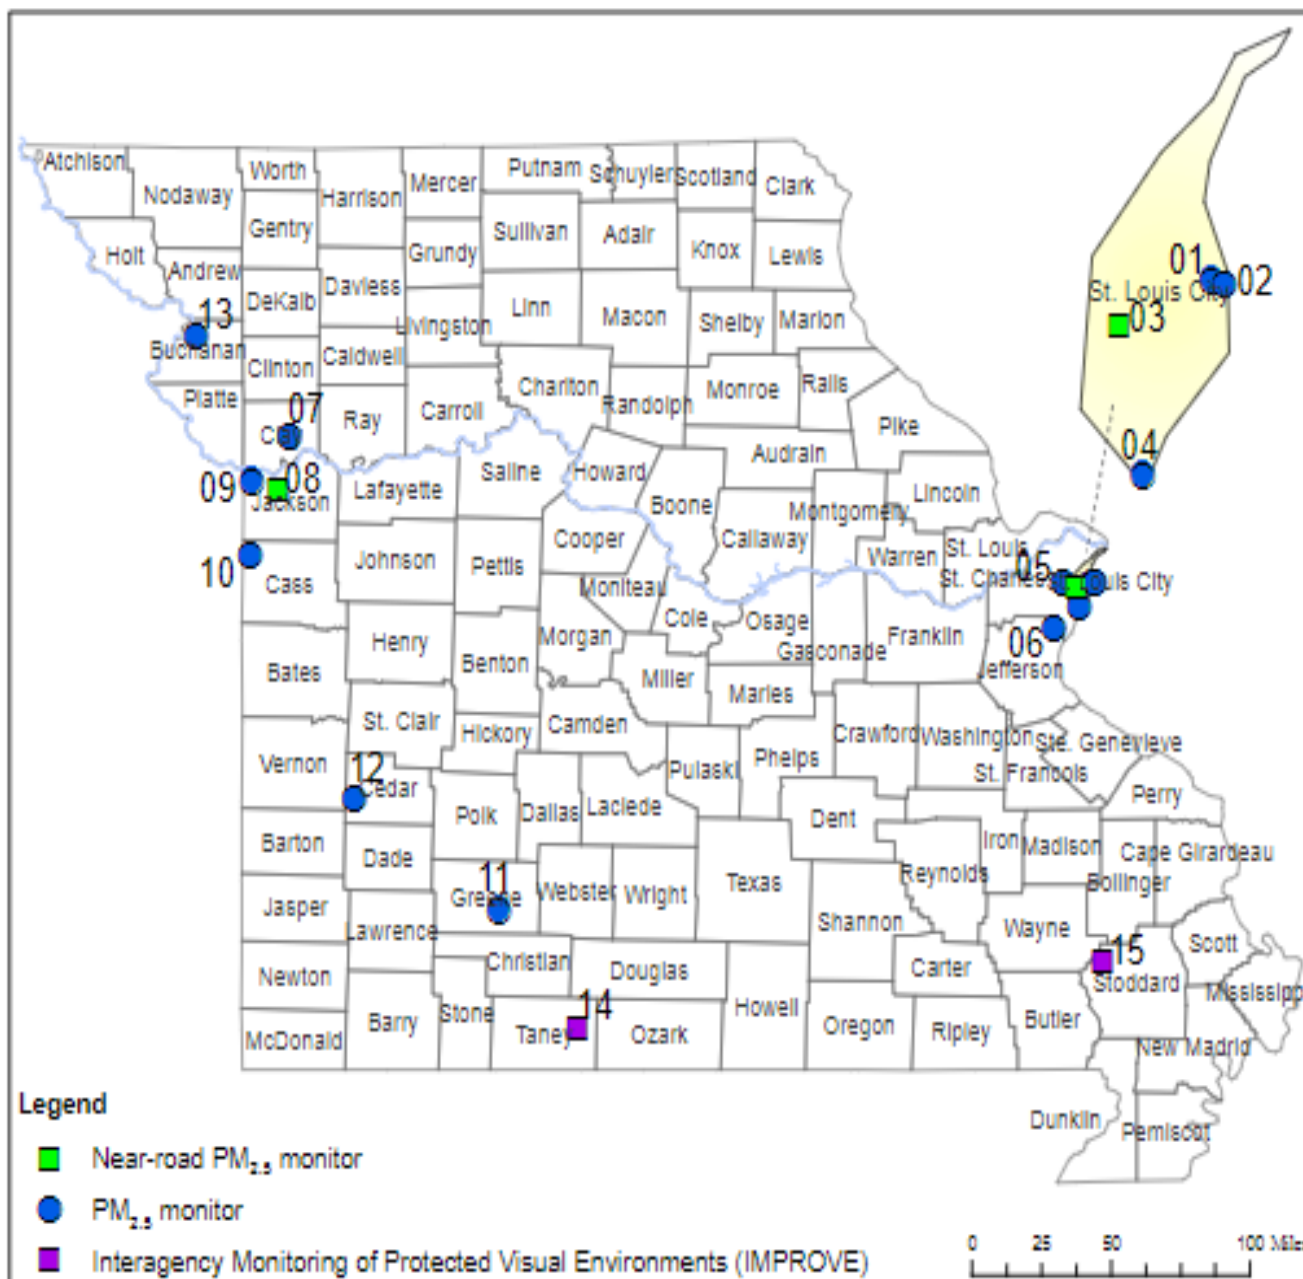 Atchison Worth Putnam Schuyler Scotland
Nodaway Harrison Mercer Clark
Gentry Sullivan Adair Knox Lewis
Holt Andrew Grundy
01 02
St. Louis City
DeKalb Daviess Linn Macon Shelby Marion
13 Livingston 03
Buchanan Clinton Caldwell
Platte Chariton Monroe Ralls
07 Ray Carroll Randolph Pike
Clay Audrain 04
Saline Howard
09 08 Lafayette Boone Lincoln
Jackson Montgomery
Cooper Callaway
Johnson Pettis Warren St. Louis
10 Cass Moniteau 05 St. Charles Louis City
Cole Osage
Henry Morgan Gasconade Franklin 06
Bates Benton Miller Jefferson
Maries
St. Clair Hickory Camden
Crawford Washington Ste. Genevieve
Vernon Pulaski Phelps St. Francois
12 Cedar Perry
Polk Dallas Laclede Dent
Barton Dade Iron Madison Cape Girardeau
11 Texas Reynolds Bollinger
Jasper Greene Webster Wright
Lawrence Shannon Wayne Scott
Christian 15
Newton Douglas Carter Stoddard
14 Mississipp
Barry Stone Taney Ozark Howell Oregon Ripley Butler
McDonald New Madrid
Legend
Dunklin Pemiscot
Near-road PM2.5 monitor
PM2.5 monitor
0 25 50 100 Miles
Interagency Monitoring of Protected Visual Environments (IMPROVE)